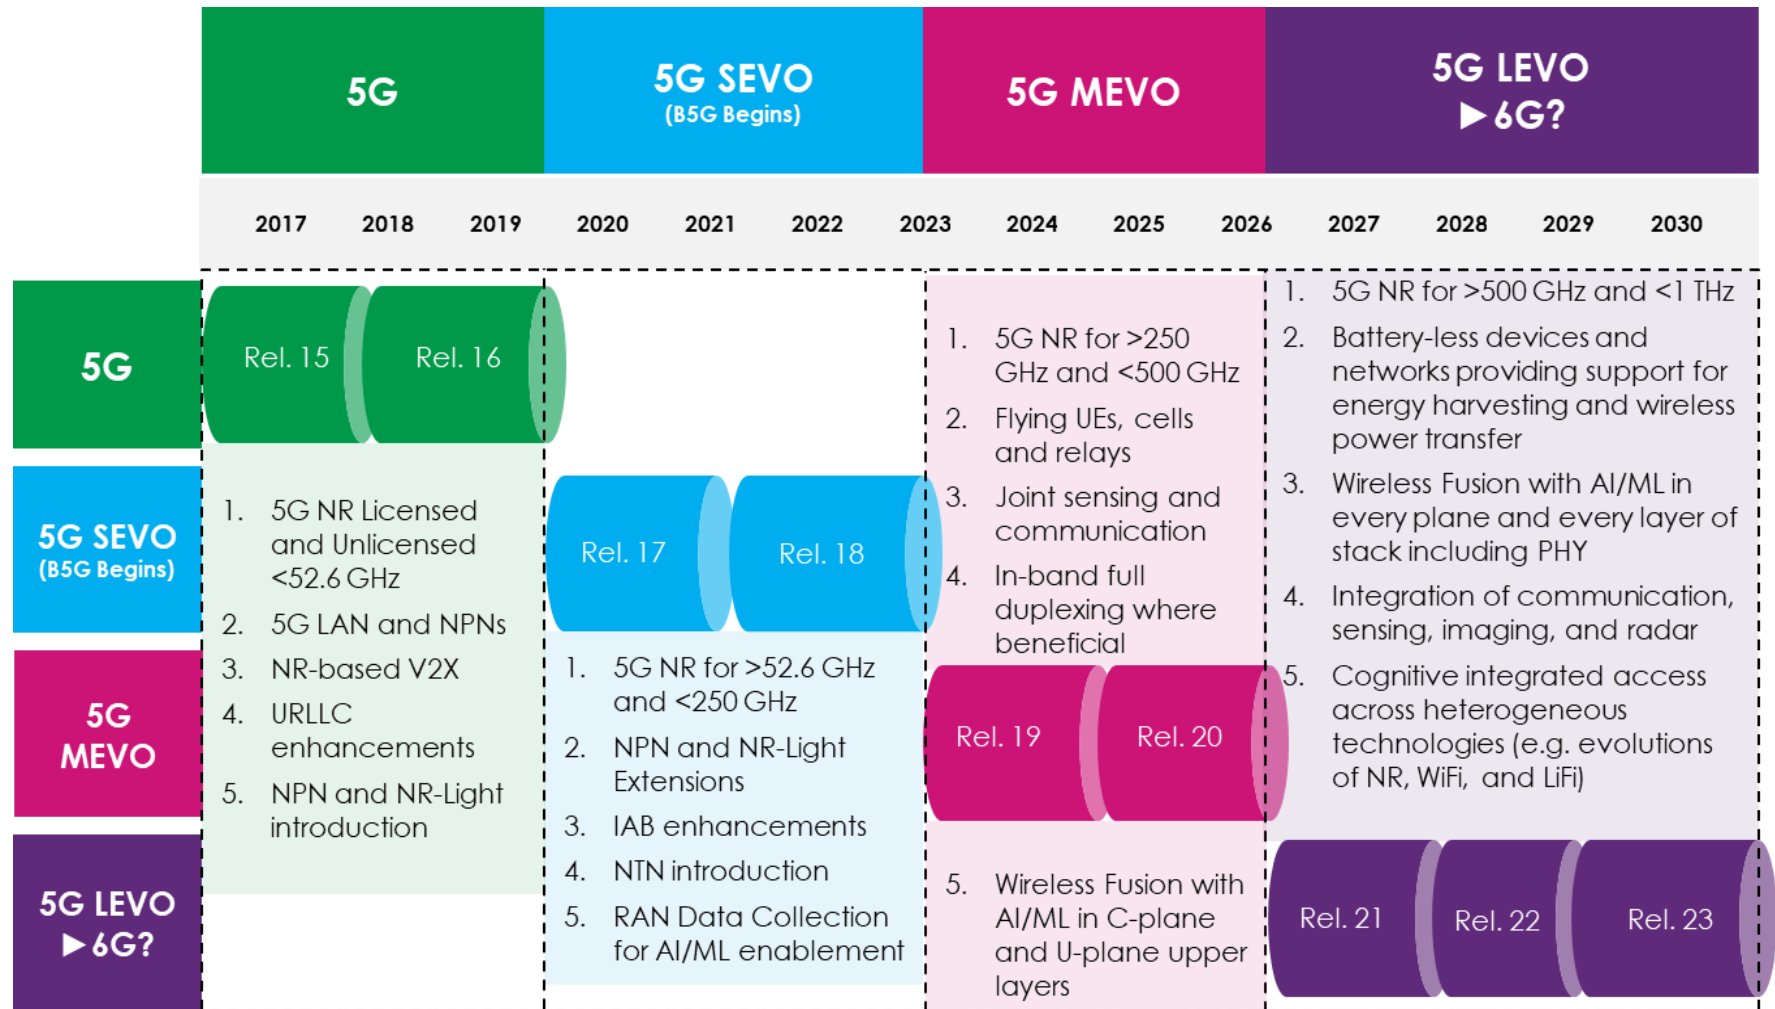 5G
5G SEVO
(B5G Begins)
5G MEVO
5G LEVO
►6G?
2017 2018 2019 2020 2021 2022 2023 2024 2025 2026 2027 2028 2029 2030
5G
Rel. 15
Rel. 16
5G SEVO
(B5G Begins)
Rel. 17
Rel. 18
5G
MEVO
Rel. 19
Rel. 20
5G LEVO
►6G?
Rel. 21
Rel. 22
Rel. 23
1. 5G NR Licensed
and Unlicensed
<52.6 GHz
2. 5G LAN and NPNs
3. NR-based V2X
4. URLLC
enhancements
5. NPN and NR-Light
introduction
1. 5G NR for >52.6 GHz
and <250 GHz
2. NPN and NR-Light
Extensions
3. IAB enhancements
4. NTN introduction
5. RAN Data Collection
for AI/ML enablement
1. 5G NR for >250
GHz and <500 GHz
2. Flying UEs, cells
and relays
3. Joint sensing and
communication
4. In-band full
duplexing where
beneficial
5. Wireless Fusion with
AI/ML in C-plane
and U-plane upper
layers
1. 5G NR for >500 GHz and <1 THz
2. Battery-less devices and
networks providing support for
energy harvesting and wireless
power transfer
3. Wireless Fusion with AI/ML in
every plane and every layer of
stack including PHY
4. Integration of communication,
sensing, imaging, and radar
5. Cognitive integrated access
across heterogeneous
technologies (e.g. evolutions
of NR, WiFi, and LiFi)